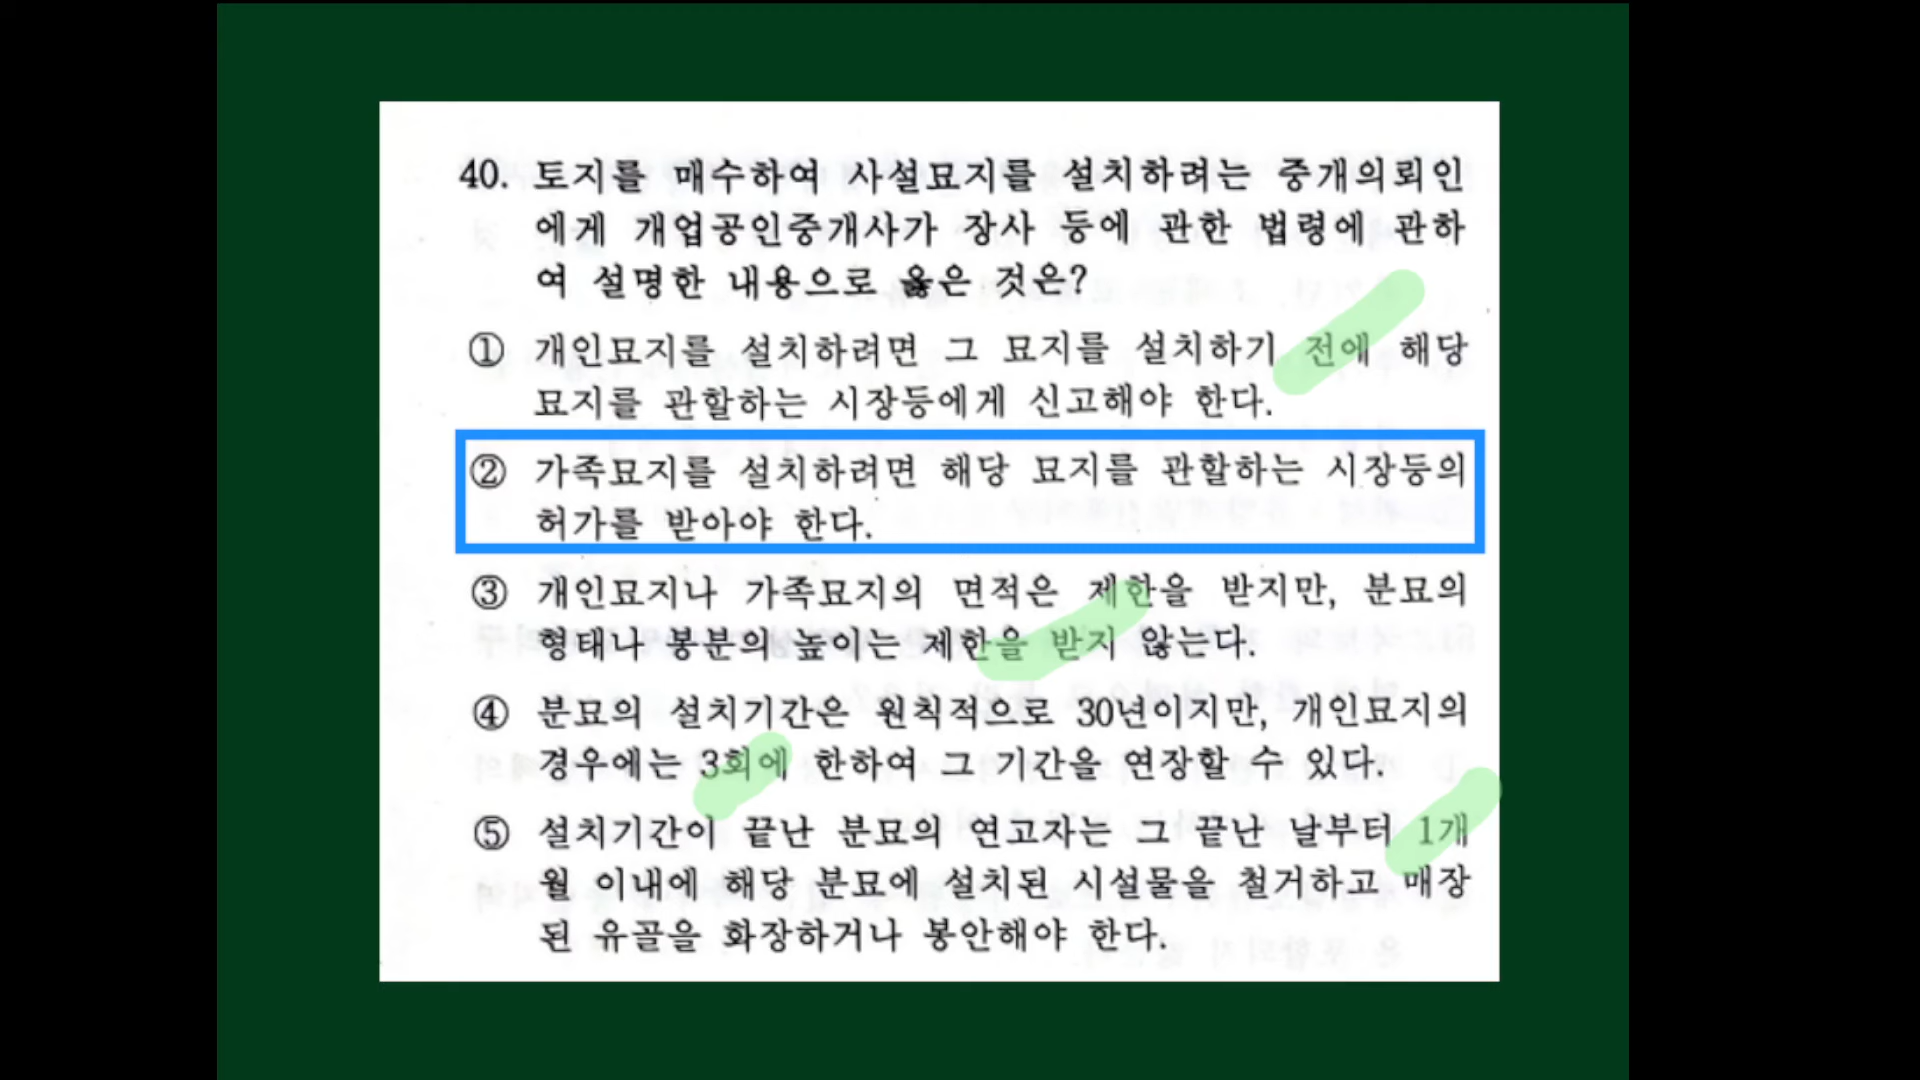 40. 토지를 매수하여 사설묘지를 설치하려는 중개의뢰인
에게 개업공인중개사가 장사 등에 관한 법령에 관하
여 설명한 내용으로 옳은 것은?
① 개인묘지를 설치하려면 그 묘지를 설치하기 전에 해당
묘지를 관할하는 시장등에게 신고해야 한다.
② 가족묘지를 설치하려면 해당 묘지를 관할하는 시장등의
허가를 받아야 한다.
③ 개인묘지나 가족묘지의 면적은 제한을 받지만, 분묘의
형태나 봉분의 높이는 제한을 받지 않는다.
④ 분묘의 설치기간은 원칙적으로 30년이지만, 개인묘지의
경우에는 3회에 한하여 그 기간을 연장할 수 있다.
⑤ 설치기간이 끝난 분묘의 연고자는 그 끝난 날부터 1개
월 이내에 해당 분묘에 설치된 시설물을 철거하고 매장
된 유골을 화장하거나 봉안해야 한다.